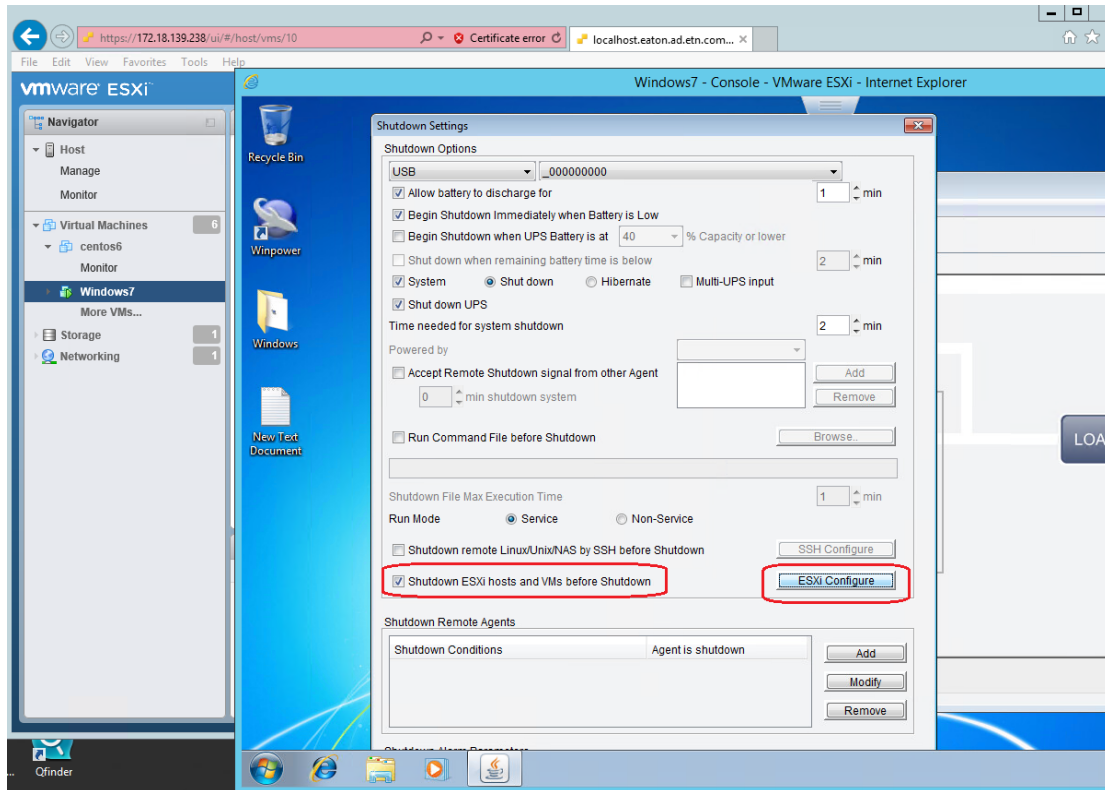 https://172.18.139.238/ui/#/host/vms/10
Certificate error
localhost.eaton.ad.etn.com...
File Edit View Favorites Tools Help
vmware ESXi
Windows7 - Console - VMware ESXi - Internet Explorer
Navigator
Host
Manage
Monitor
Virtual Machines 6
centos6
Monitor
Windows7
More VMs...
Storage 1
Networking 1
Recycle Bin
Winpower
Windows
New Text
Document
Shutdown Settings
Shutdown Options
USB _000000000
Allow battery to discharge for 1 min
Begin Shutdown Immediately when Battery is Low
Begin Shutdown when UPS Battery is at 40 % Capacity or lower
Shut down when remaining battery time is below 2 min
System Shut down Hibernate Multi-UPS input
Shut down UPS
Time needed for system shutdown 2 min
Powered by
Accept Remote Shutdown signal from other Agent Add
0 min shutdown system Remove
Run Command File before Shutdown Browse..
Shutdown File Max Execution Time 1 min
Run Mode Service Non-Service
Shutdown remote Linux/Unix/NAS by SSH before Shutdown SSH Configure
Shutdown ESXi hosts and VMs before Shutdown ESXi Configure
Shutdown Remote Agents
Shutdown Conditions Agent is shutdown Add
Modify
Remove
Shutdown Alarm Parameters
LOA
... Qfinder